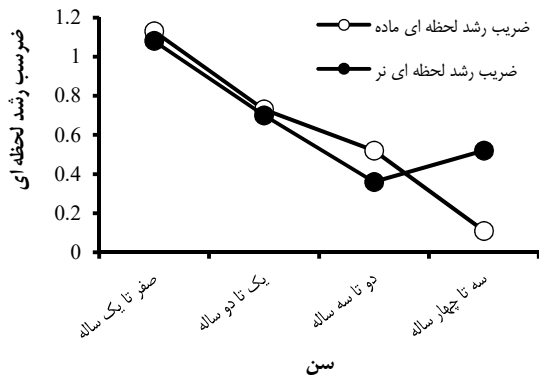 ضرسب رشد لحظه ای
1.2
1
0.8
0.6
0.4
0.2
0
ضریب رشد لحظه ای ماده
ضریب رشد لحظه ای نر
صفر تا یک ساله
یک تا دو ساله
دو تا سه ساله
سه تا چهار ساله
سن